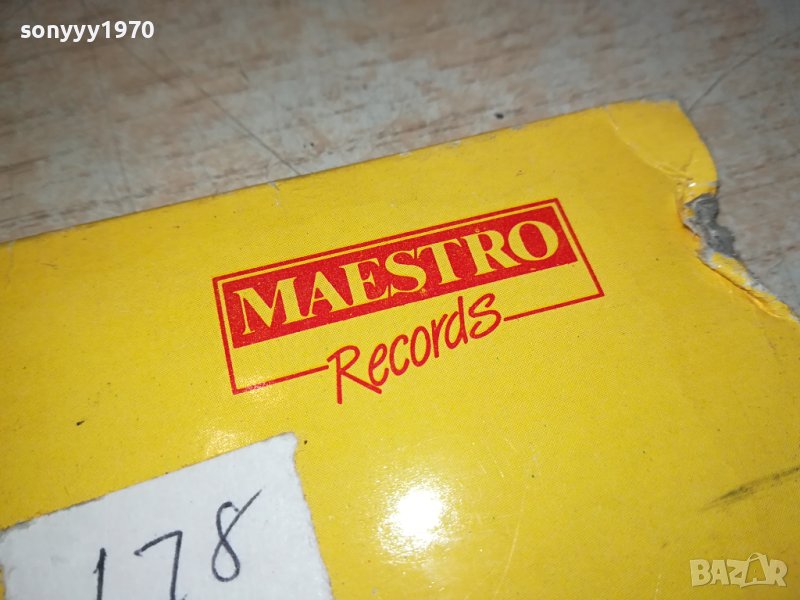 sonyyy1970
MAESTRO
Records
178
BAZAR